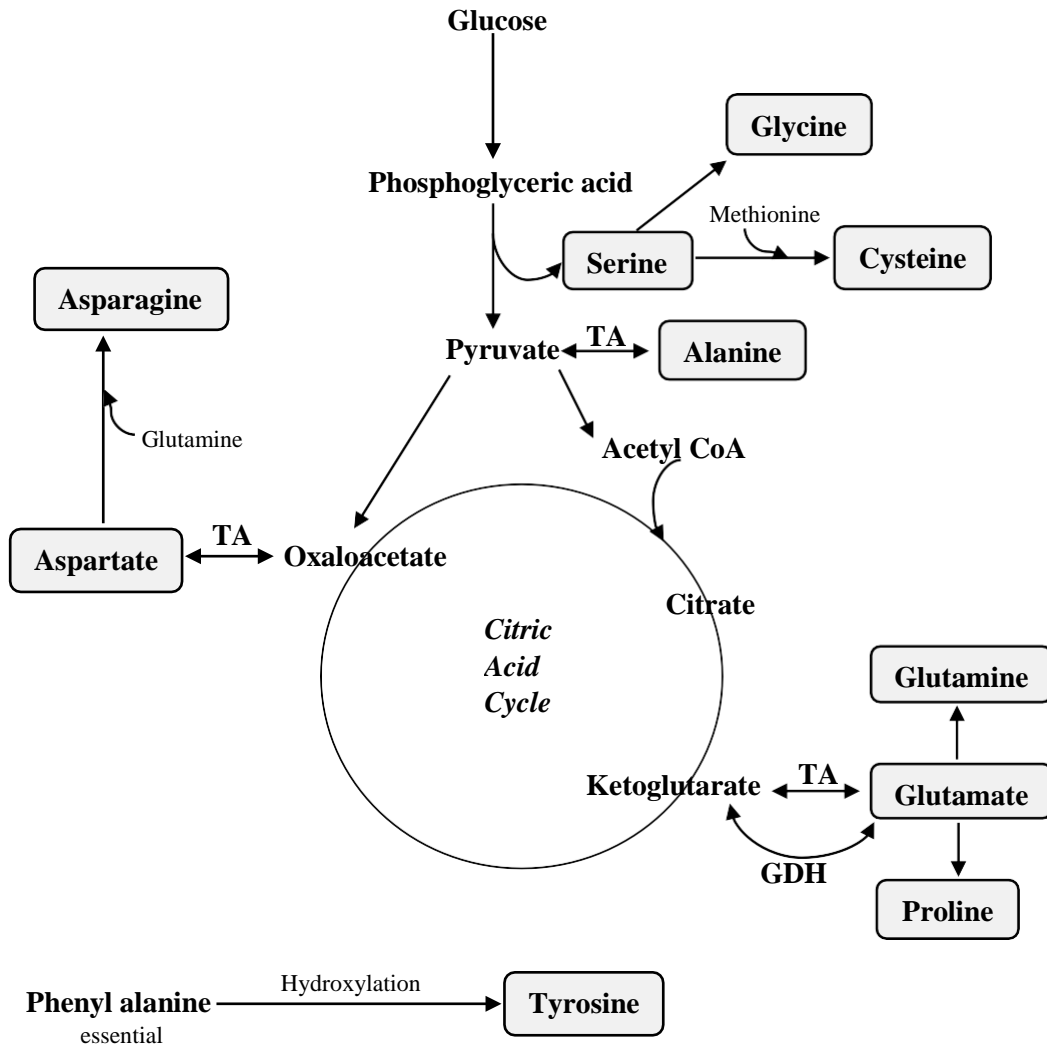 Glucose
Glycine
Phosphoglyceric acid
Methionine
Serine
Cysteine
Asparagine
Pyruvate
TA
Alanine
Glutamine
Acetyl CoA
Aspartate
TA
Oxaloacetate
Citrate
Citric
Acid
Cycle
Glutamine
Ketoglutarate
TA
Glutamate
GDH
Proline
Hydroxylation
Phenyl alanine
Tyrosine
essential